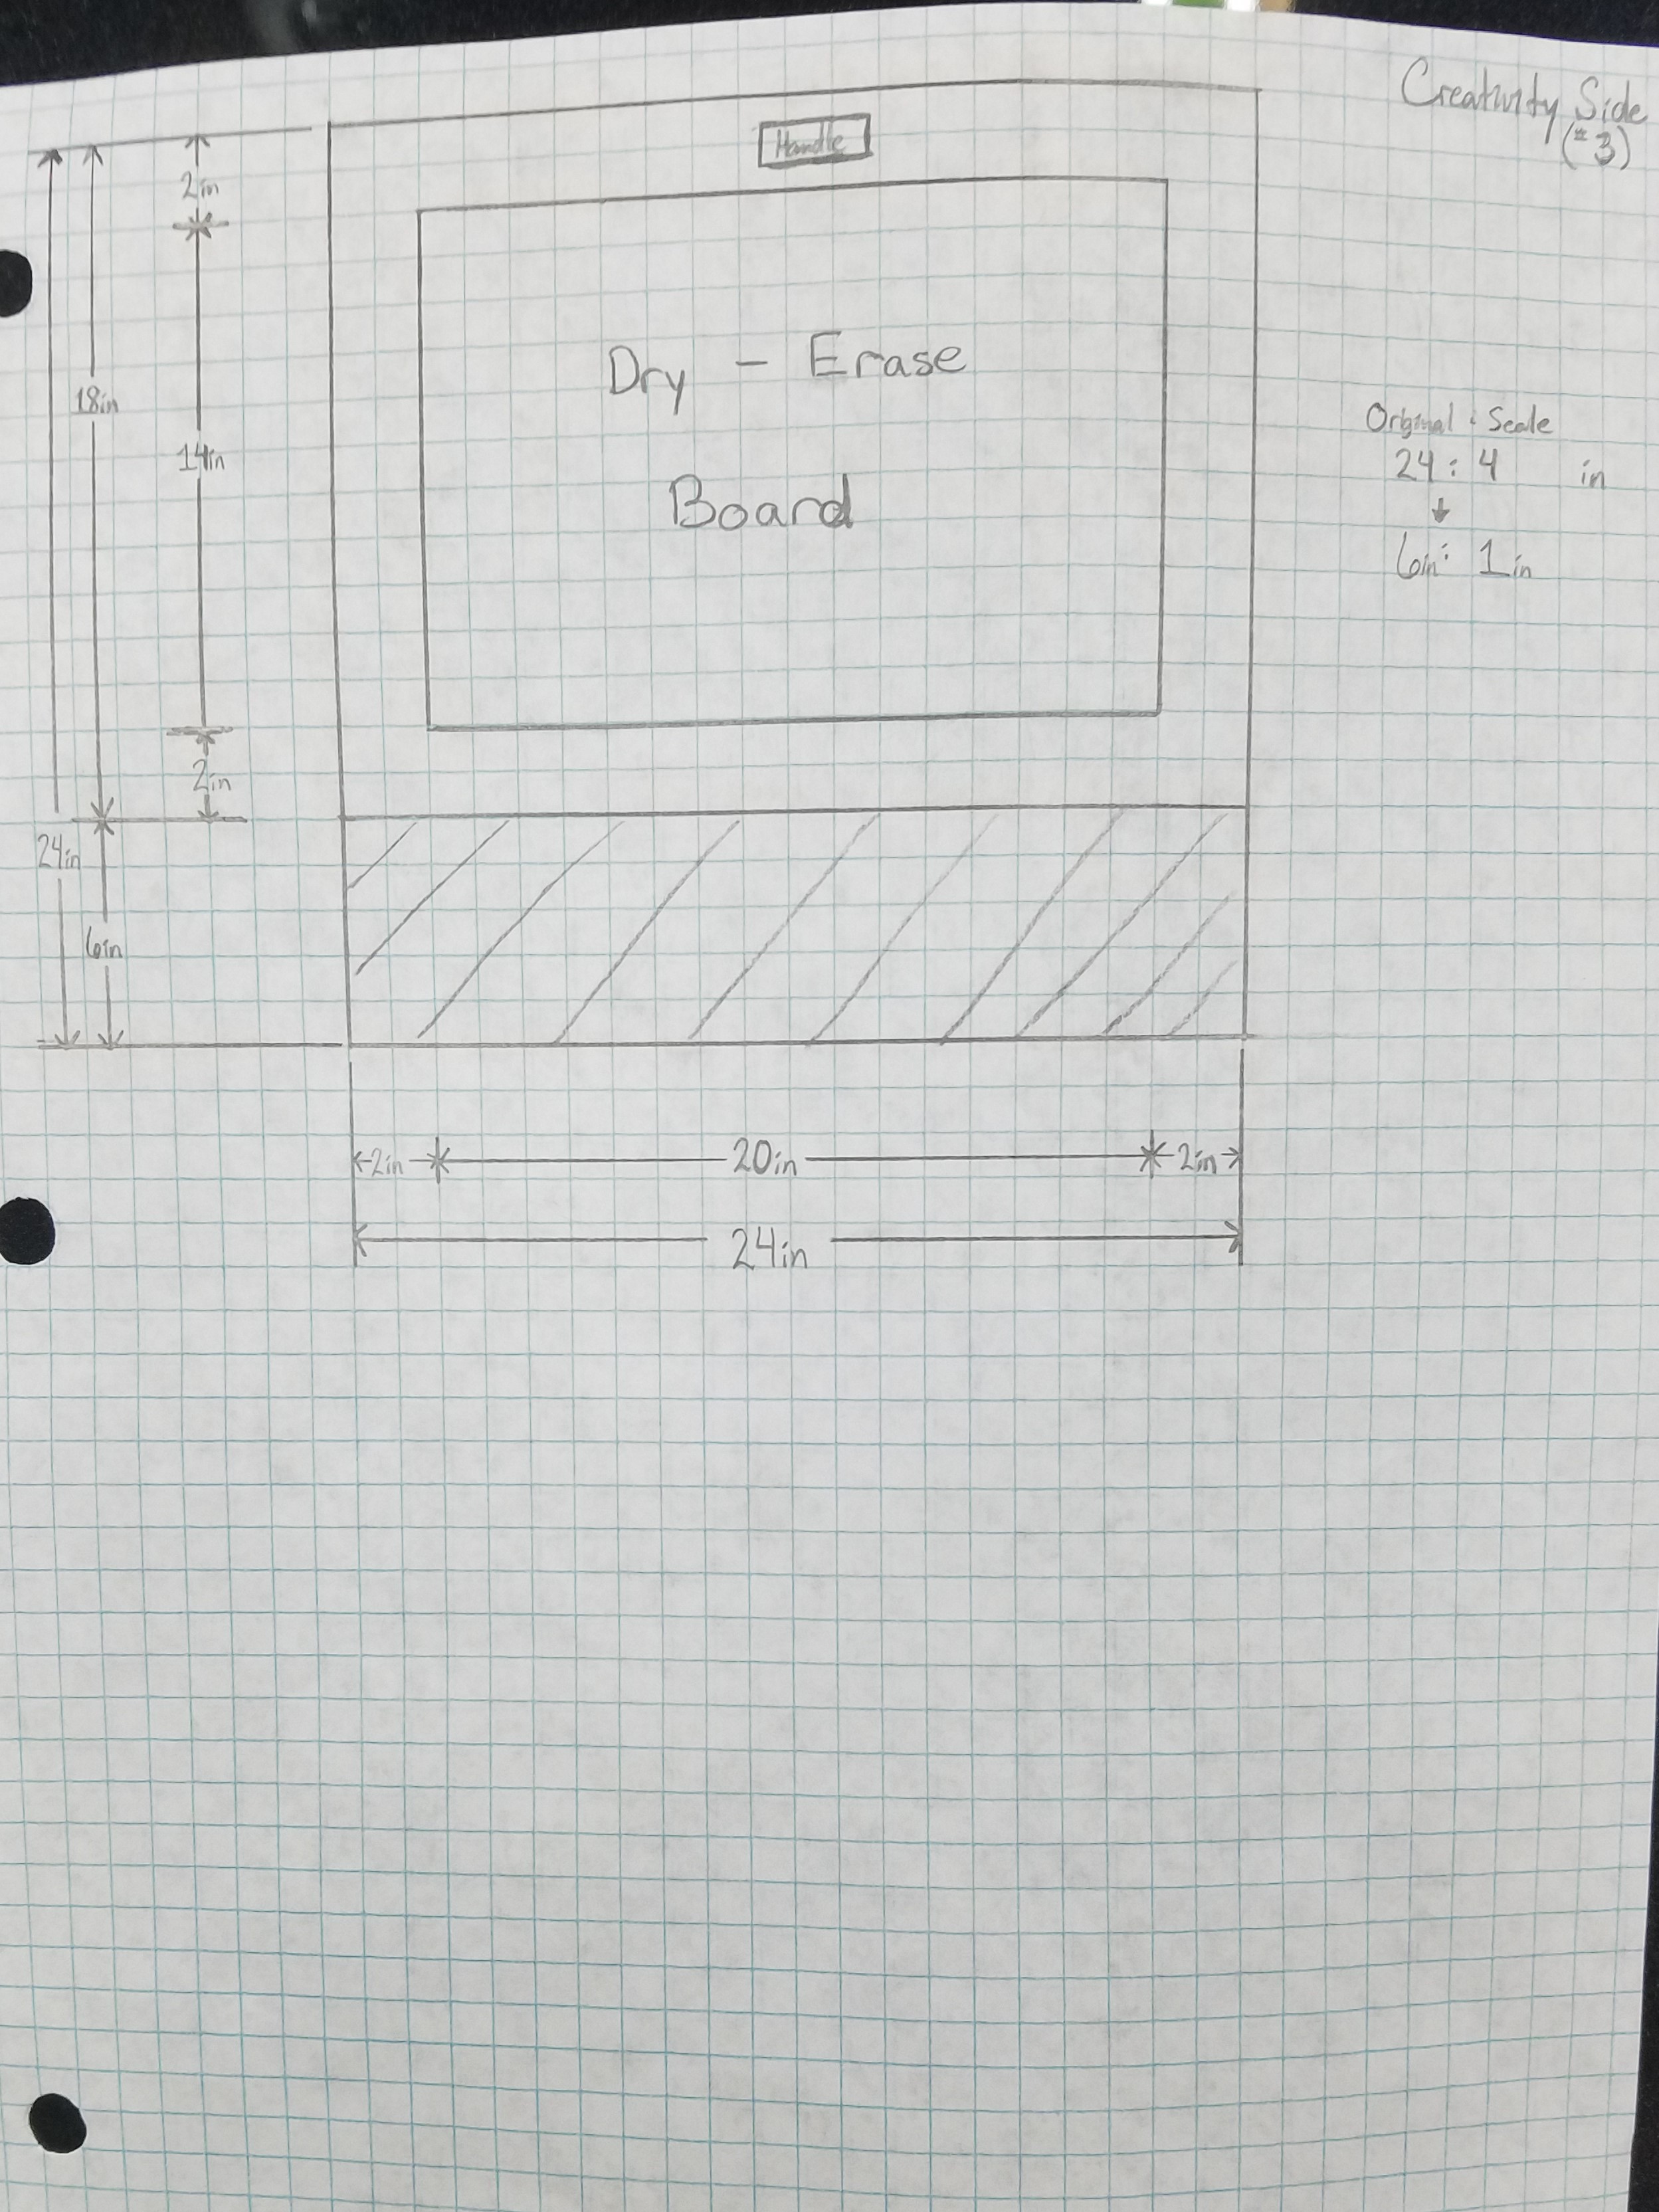 Creativity Side
(#3)
Handle
2in
Dry - Erase
Board
18in
14in
Original : Scale
24 : 4 in
6in : 1in
2in
24in
6in
2in 20in 2in
24in